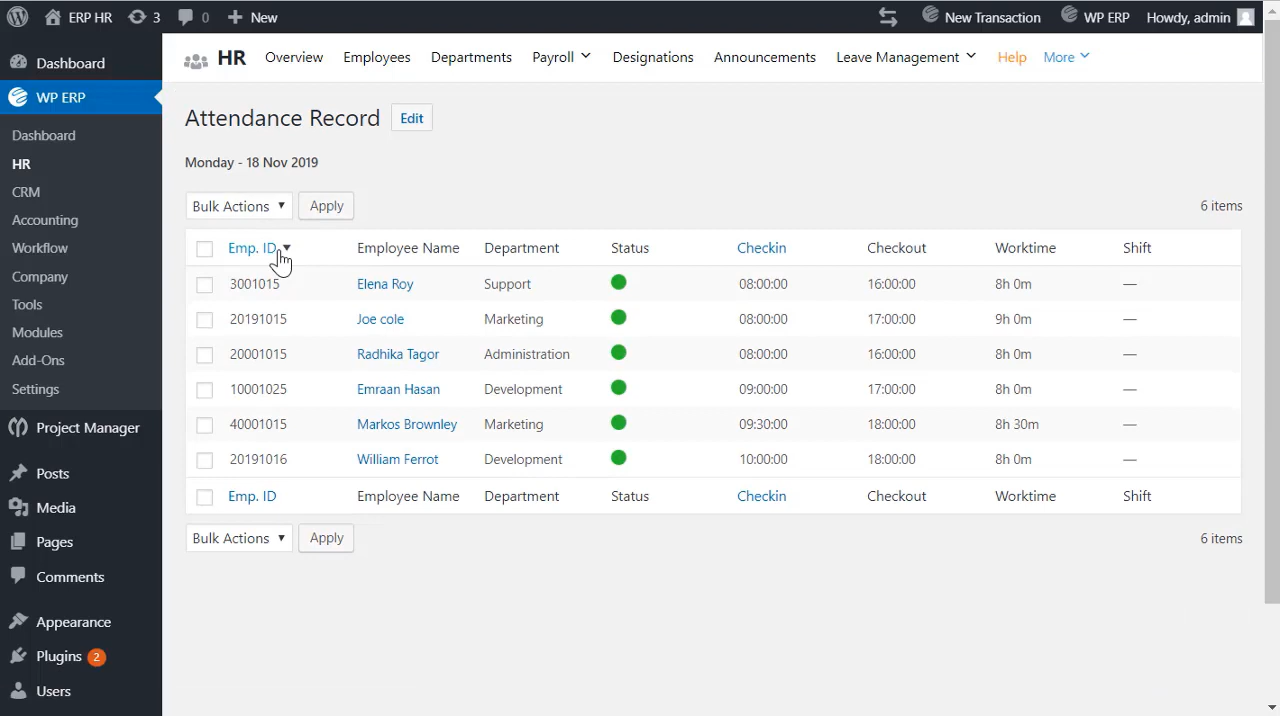 ERP HR 3 0 New New Transaction WP ERP Howdy, admin
Dashboard
WP ERP
Dashboard
HR
CRM
Accounting
Workflow
Company
Tools
Modules
Add-Ons
Settings
Project Manager
Posts
Media
Pages
Comments
Appearance
Plugins 2
Users
HR Overview Employees Departments Payroll Designations Announcements Leave Management Help More
Attendance Record Edit
Monday - 18 Nov 2019
Bulk Actions Apply 6 items
Emp. ID Employee Name Department Status Checkin Checkout Worktime Shift
3001015 Elena Roy Support 08:00:00 16:00:00 8h 0m —
20191015 Joe cole Marketing 08:00:00 17:00:00 9h 0m —
20001015 Radhika Tagor Administration 08:00:00 16:00:00 8h 0m —
10001025 Emraan Hasan Development 09:00:00 17:00:00 8h 0m —
40001015 Markos Brownley Marketing 09:30:00 18:00:00 8h 30m —
20191016 William Ferrot Development 10:00:00 18:00:00 8h 0m —
Emp. ID Employee Name Department Status Checkin Checkout Worktime Shift
Bulk Actions Apply 6 items